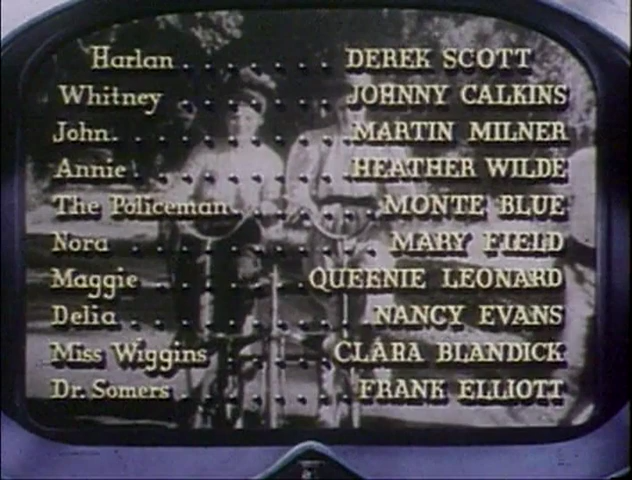 Harlan . . . . . . . DEREK SCOTT
Whitney . . . . . . JOHNNY CALKINS
John . . . . . . . MARTIN MILNER
Annie . . . . . . . HEATHER WILDE
The Policeman . . . . . MONTE BLUE
Nora . . . . . . . . . MARY FIELD
Maggie . . . . . . QUEENIE LEONARD
Delia . . . . . . . . NANCY EVANS
Miss Wiggins . . . . CLARA BLANDICK
Dr. Somers . . . . . . FRANK ELLIOTT